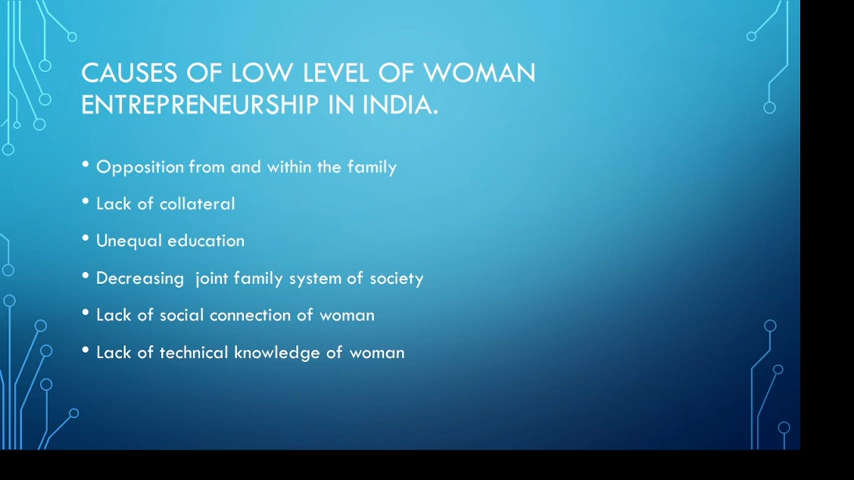 CAUSES OF LOW LEVEL OF WOMAN
ENTREPRENEURSHIP IN INDIA.
• Opposition from and within the family
• Lack of collateral
• Unequal education
• Decreasing  joint family system of society
• Lack of social connection of woman
• Lack of technical knowledge of woman